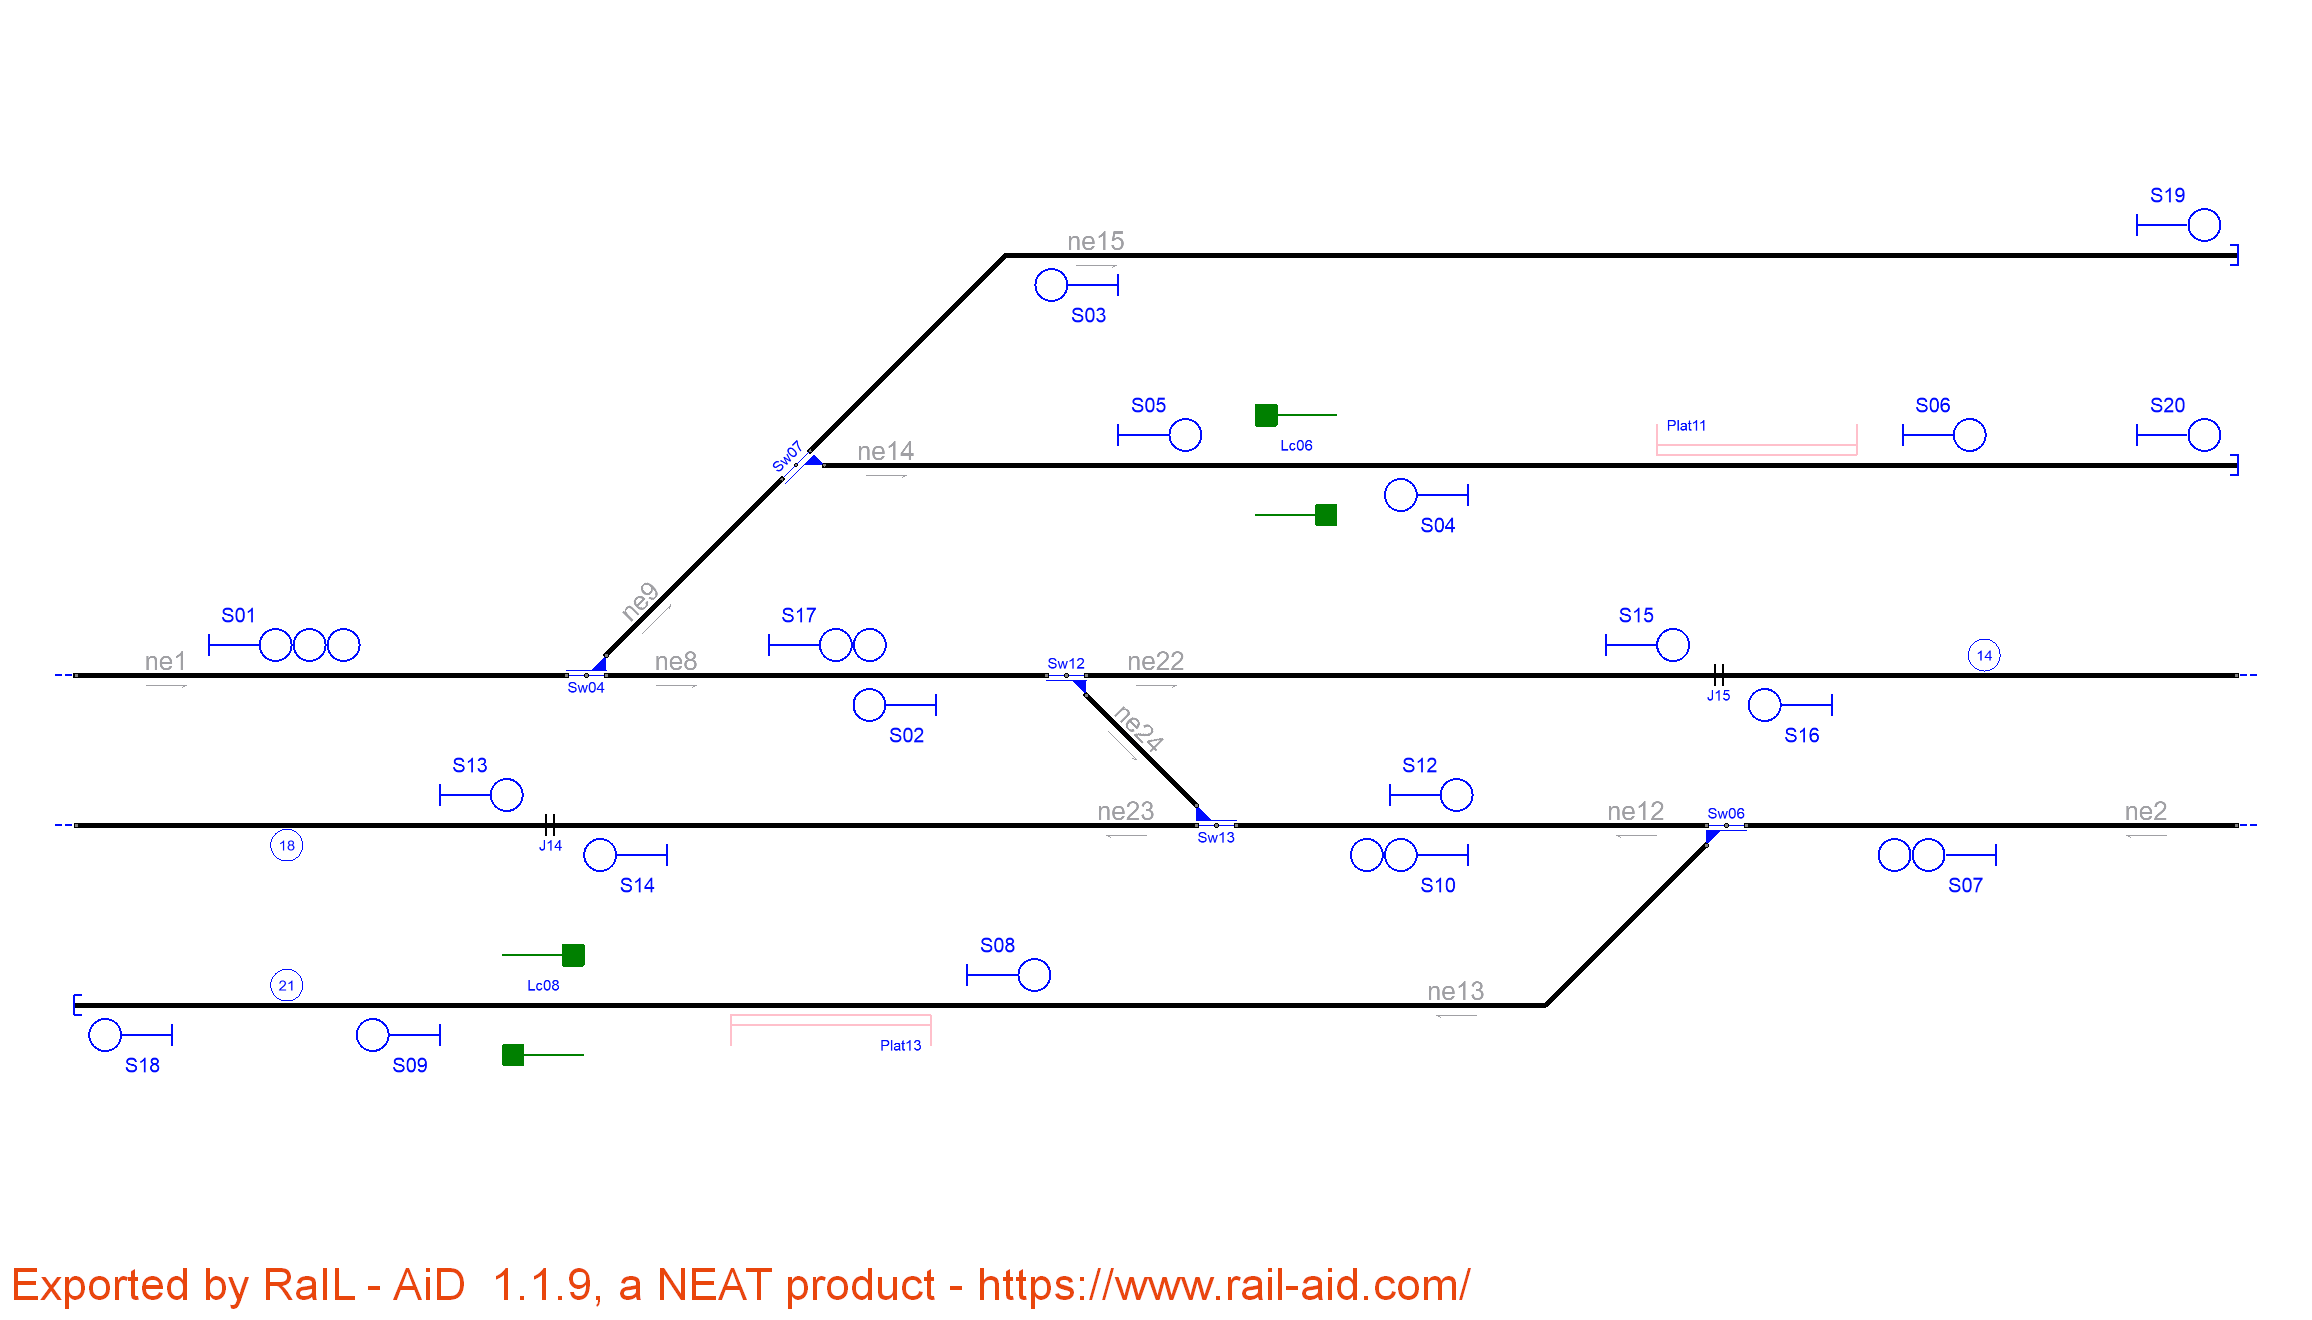 S19
ne15
S03
S05
S06
S20
Plat11
Lc06
Sw07
ne14
S04
ne9
S01
S17
S15
ne1
ne8
Sw12
ne22
14
Sw04
J15
ne24
S02
S16
S13
S12
ne23
ne12
Sw06
ne2
18
J14
Sw13
S14
S10
S07
S08
21
Lc08
ne13
Plat13
S18
S09
Exported by RaIL - AiD  1.1.9, a NEAT product - https://www.rail-aid.com/